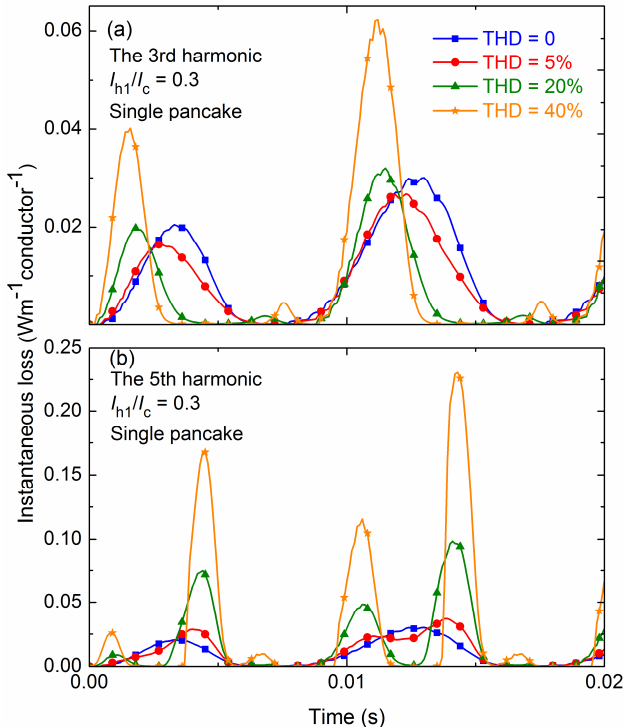 (a)
The 3rd harmonic
I_h1/I_c = 0.3
Single pancake
THD = 0
THD = 5%
THD = 20%
THD = 40%
0.06
0.04
0.02
Instantaneous loss (Wm⁻¹conductor⁻¹)
(b)
The 5th harmonic
I_h1/I_c = 0.3
Single pancake
0.25
0.20
0.15
0.10
0.05
0.00
0.00 0.01 0.02
Time (s)